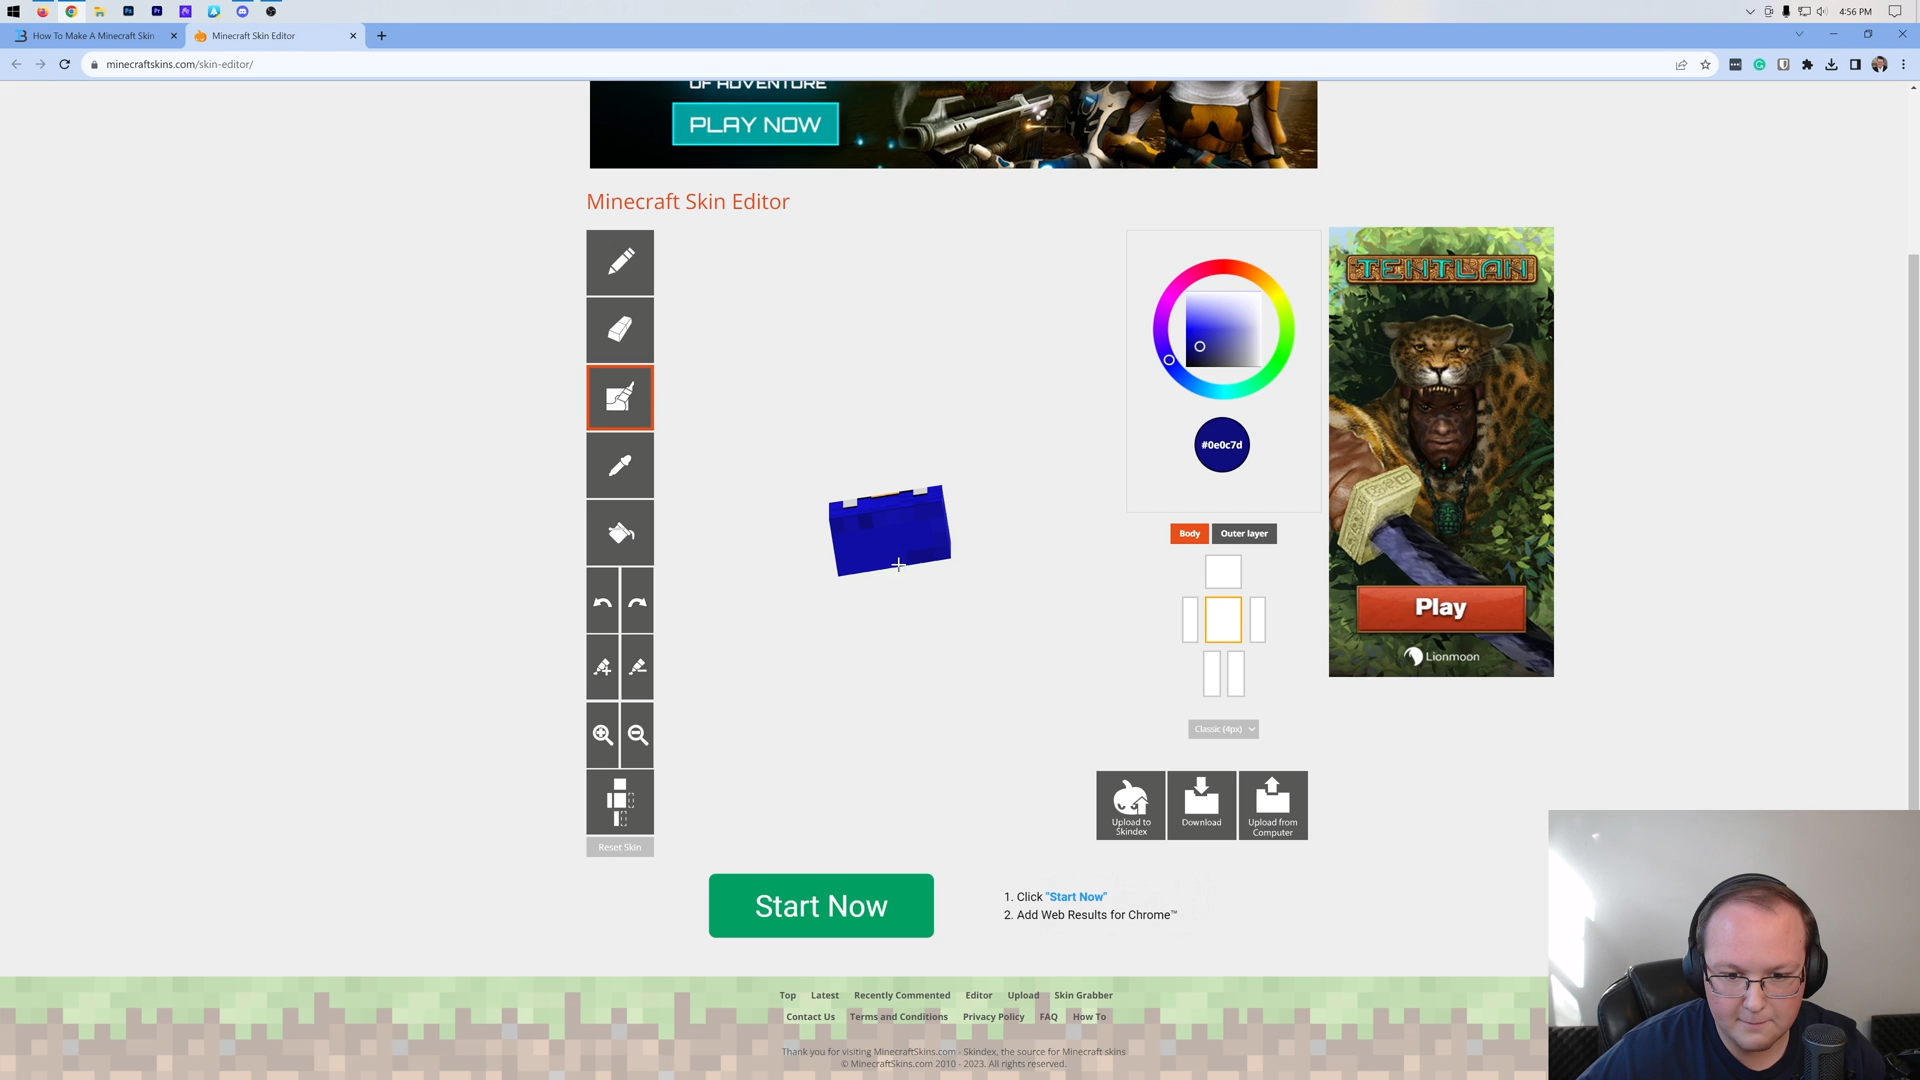 4:56 PM
How To Make A Minecraft Skin
Minecraft Skin Editor
minecraftskins.com/skin-editor/
OF ADVENTURE
PLAY NOW
Minecraft Skin Editor
TENTLAN
#0e0c7d
Body
Outer layer
Play
Lionmoon
Classic (4px)
Upload to
Skindex
Download
Upload from
Computer
Reset Skin
Start Now
1. Click "Start Now"
2. Add Web Results for Chrome™
Top Latest Recently Commented Editor Upload Skin Grabber
Contact Us Terms and Conditions Privacy Policy FAQ How To
Thank you for visiting MinecraftSkins.com - Skindex, the source for Minecraft skins
© MinecraftSkins.com 2010 - 2023. All rights reserved.